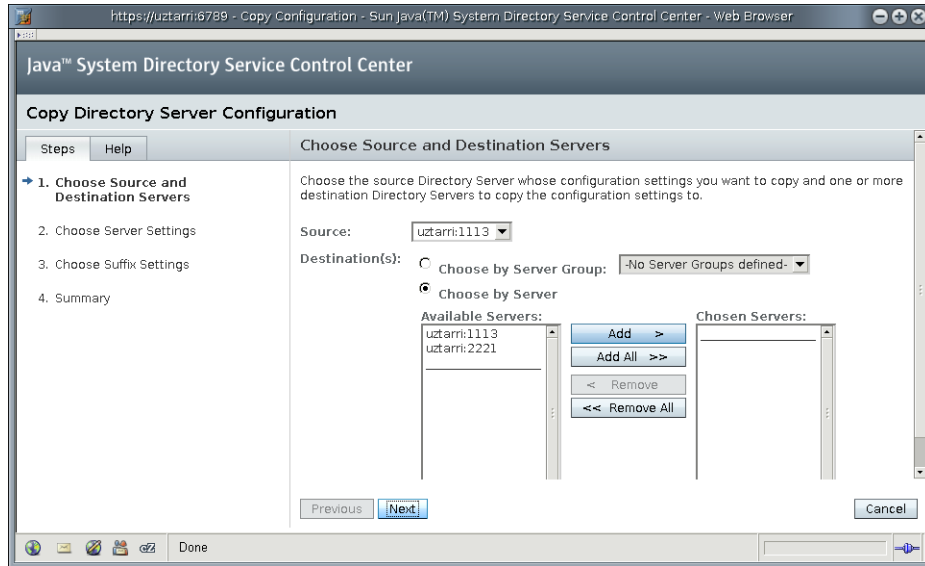 https://uztarri:6789 - Copy Configuration - Sun Java(TM) System Directory Service Control Center - Web Browser
Java™ System Directory Service Control Center
Copy Directory Server Configuration
Steps
Help
1. Choose Source and
Destination Servers
2. Choose Server Settings
3. Choose Suffix Settings
4. Summary
Choose Source and Destination Servers
Choose the source Directory Server whose configuration settings you want to copy and one or more
destination Directory Servers to copy the configuration settings to.
Source: uztarri:1113
Destination(s): Choose by Server Group: -No Server Groups defined-
Choose by Server
Available Servers:
uztarri:1113
uztarri:2221
Add >
Add All >>
< Remove
<< Remove All
Chosen Servers:
Previous
Next
Cancel
Done